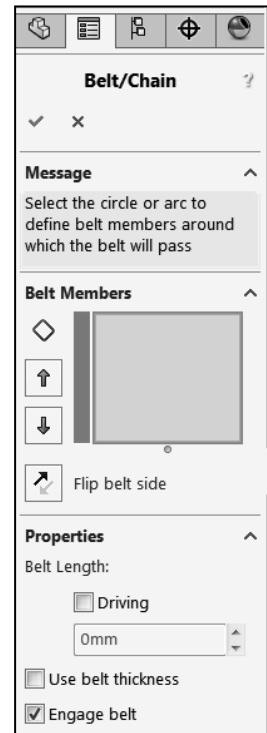 Belt/Chain
?
Message
Select the circle or arc to
define belt members around
which the belt will pass
Belt Members
Flip belt side
Properties
Belt Length:
Driving
0mm
Use belt thickness
Engage belt